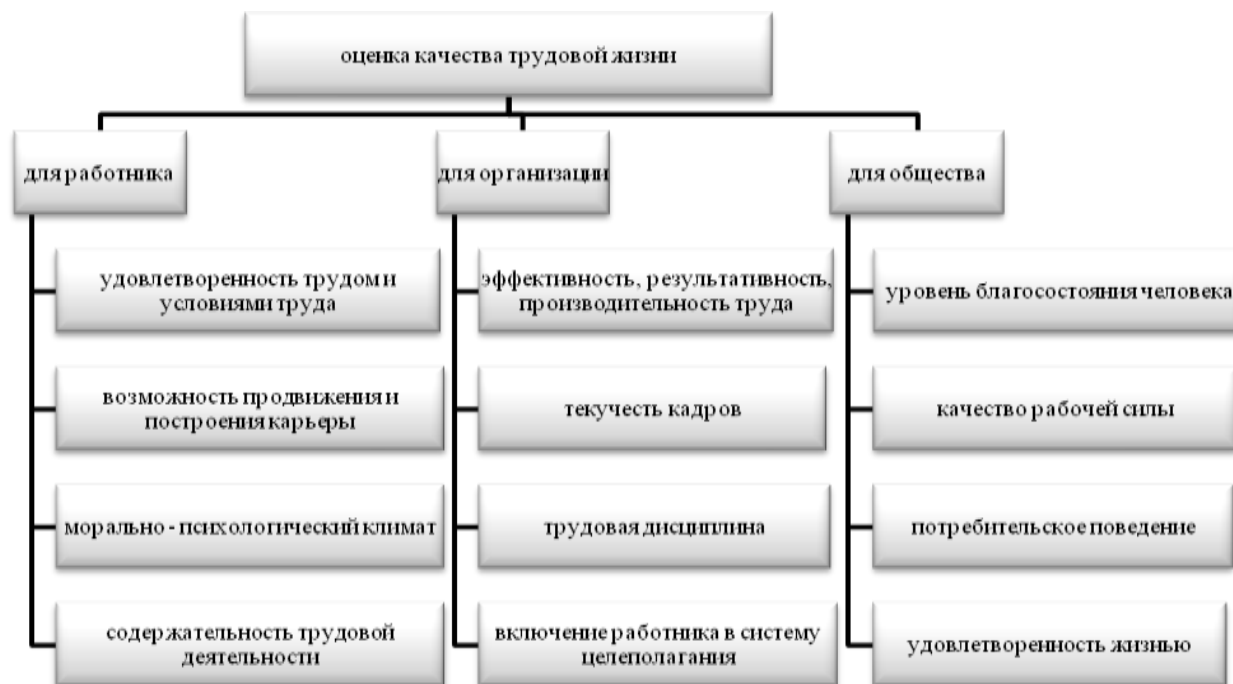 оценка качества трудовой жизни
для работника
удовлетворенность трудом и
условиями труда
возможность продвижения и
построения карьеры
морально - психологический климат
содержательность трудовой
деятельности
для организации
эффективность, результативность,
производительность труда
текучесть кадров
трудовая дисциплина
включение работника в систему
целеполагания
для общества
уровень благосостояния человека
качество рабочей силы
потребительское поведение
удовлетворенность жизнью